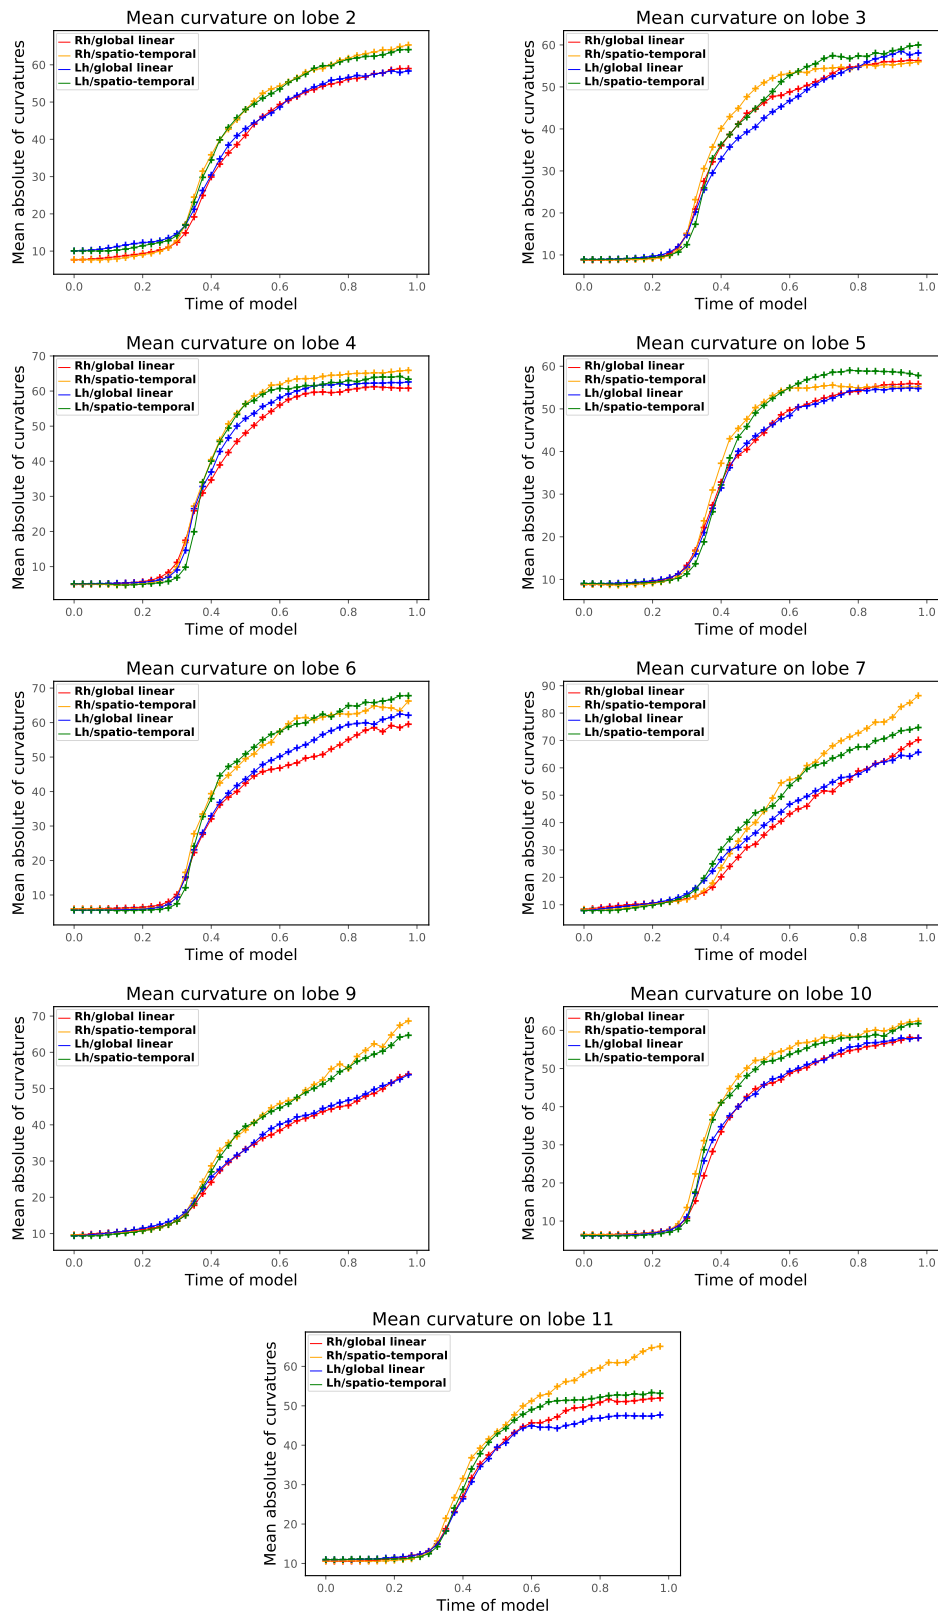 Mean curvature on lobe 2
Mean absolute of curvatures
60
50
40
30
20
10
Rh/global linear
Rh/spatio-temporal
Lh/global linear
Lh/spatio-temporal
0.0 0.2 0.4 0.6 0.8 1.0
Time of model
Mean curvature on lobe 3
Mean absolute of curvatures
60
50
40
30
20
10
Rh/global linear
Rh/spatio-temporal
Lh/global linear
Lh/spatio-temporal
0.0 0.2 0.4 0.6 0.8 1.0
Time of model
Mean curvature on lobe 4
Mean absolute of curvatures
70
60
50
40
30
20
10
Rh/global linear
Rh/spatio-temporal
Lh/global linear
Lh/spatio-temporal
0.0 0.2 0.4 0.6 0.8 1.0
Time of model
Mean curvature on lobe 5
Mean absolute of curvatures
60
50
40
30
20
10
Rh/global linear
Rh/spatio-temporal
Lh/global linear
Lh/spatio-temporal
0.0 0.2 0.4 0.6 0.8 1.0
Time of model
Mean curvature on lobe 6
Mean absolute of curvatures
70
60
50
40
30
20
10
Rh/global linear
Rh/spatio-temporal
Lh/global linear
Lh/spatio-temporal
0.0 0.2 0.4 0.6 0.8 1.0
Time of model
Mean curvature on lobe 7
Mean absolute of curvatures
90
80
70
60
50
40
30
20
10
Rh/global linear
Rh/spatio-temporal
Lh/global linear
Lh/spatio-temporal
0.0 0.2 0.4 0.6 0.8 1.0
Time of model
Mean curvature on lobe 9
Mean absolute of curvatures
70
60
50
40
30
20
10
Rh/global linear
Rh/spatio-temporal
Lh/global linear
Lh/spatio-temporal
0.0 0.2 0.4 0.6 0.8 1.0
Time of model
Mean curvature on lobe 10
Mean absolute of curvatures
60
50
40
30
20
10
Rh/global linear
Rh/spatio-temporal
Lh/global linear
Lh/spatio-temporal
0.0 0.2 0.4 0.6 0.8 1.0
Time of model
Mean curvature on lobe 11
Mean absolute of curvatures
60
50
40
30
20
10
Rh/global linear
Rh/spatio-temporal
Lh/global linear
Lh/spatio-temporal
0.0 0.2 0.4 0.6 0.8 1.0
Time of model